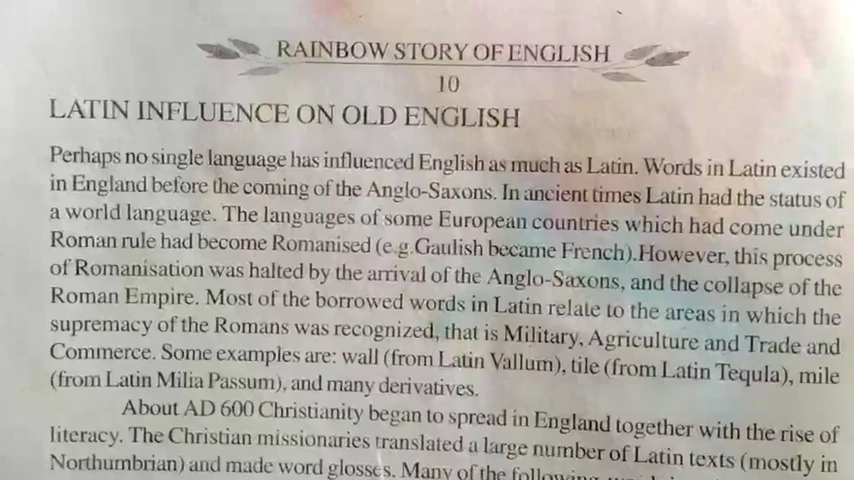 RAINBOW STORY OF ENGLISH
10
LATIN INFLUENCE ON OLD ENGLISH
Perhaps no single language has influenced English as much as Latin. Words in Latin existed
in England before the coming of the Anglo-Saxons. In ancient times Latin had the status of
a world language. The languages of some European countries which had come under
Roman rule had become Romanised (e.g.Gaulish became French).However, this process
of Romanisation was halted by the arrival of the Anglo-Saxons, and the collapse of the
Roman Empire. Most of the borrowed words in Latin relate to the areas in which the
supremacy of the Romans was recognized, that is Military, Agriculture and Trade and
Commerce. Some examples are: wall (from Latin Vallum), tile (from Latin Tequla), mile
(from Latin Milia Passum), and many derivatives.
About AD 600 Christianity began to spread in England together with the rise of
literacy. The Christian missionaries translated a large number of Latin texts (mostly in
Northumbrian) and made word glosses. Many of the following